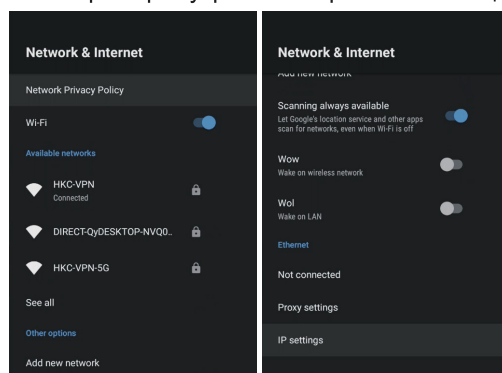 Network & Internet
Network Privacy Policy
Wi-Fi
Available networks
HKC-VPN
Connected
DIRECT-QyDESKTOP-NVQ0..
HKC-VPN-5G
See all
Other options
Add new network
Network & Internet
Add new network
Scanning always available
Let Google's location service and other apps
scan for networks, even when Wi-Fi is off
Wow
Wake on wireless network
Wol
Wake on LAN
Ethernet
Not connected
Proxy settings
IP settings